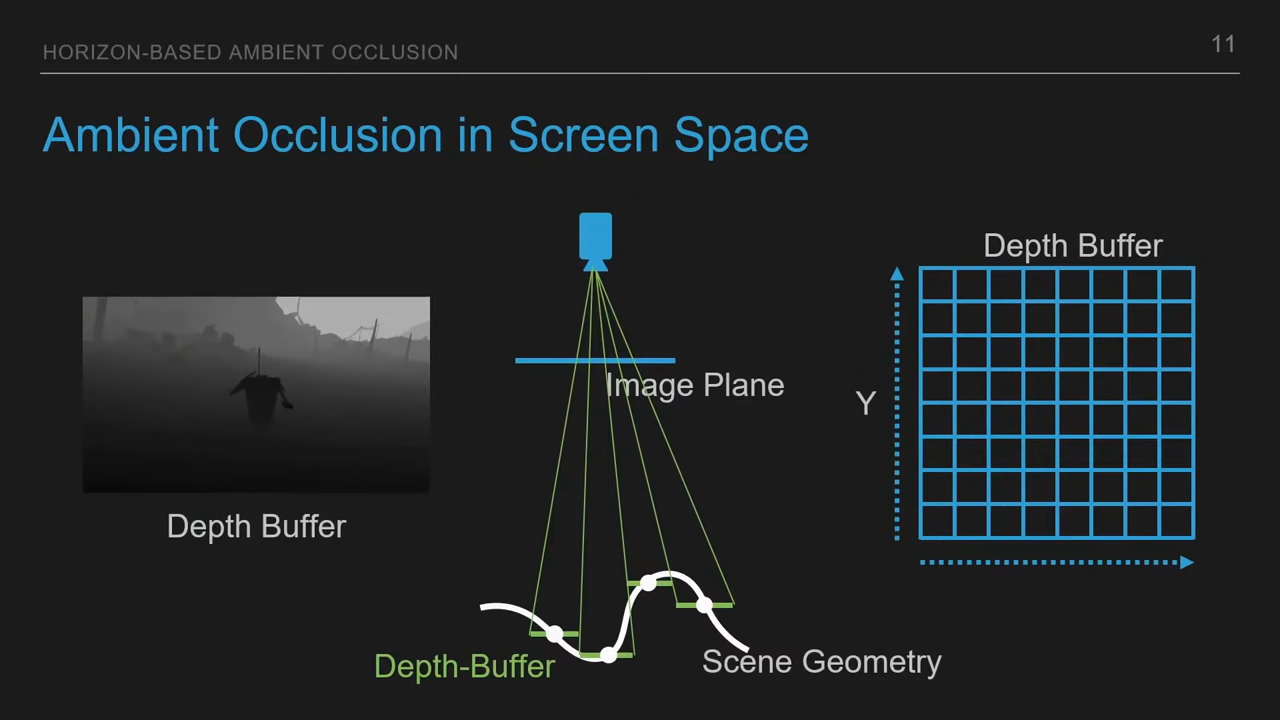 HORIZON-BASED AMBIENT OCCLUSION
11
Ambient Occlusion in Screen Space
Depth Buffer
Image Plane
Y
Depth Buffer
Depth-Buffer
Scene Geometry